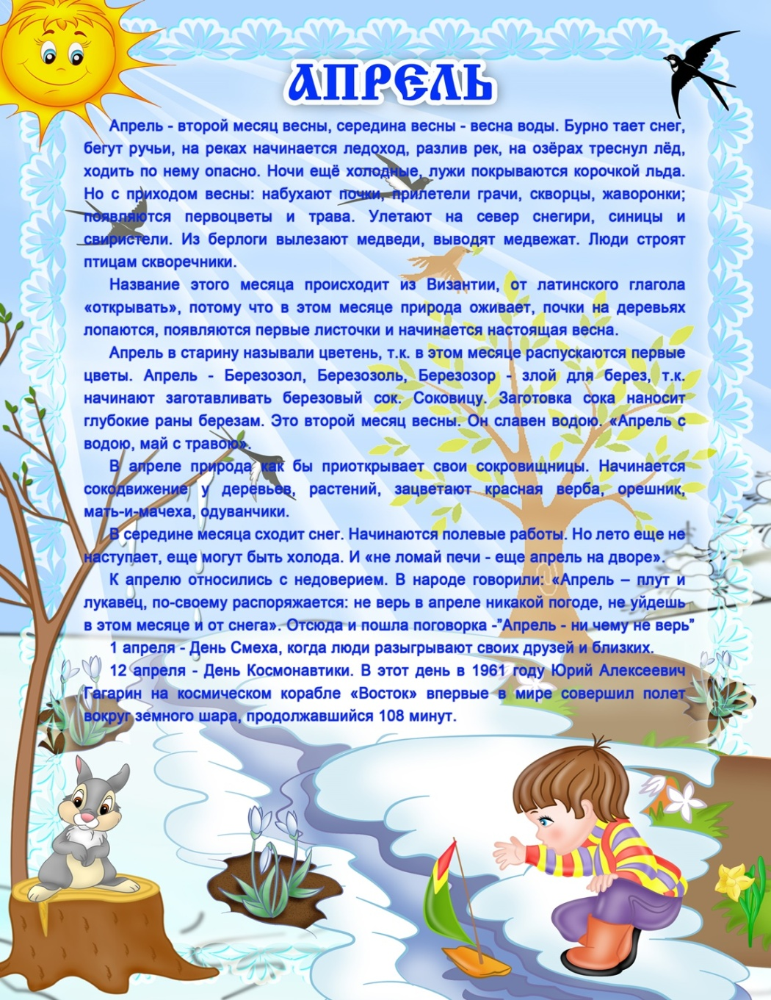 АПРЕЛЬ
Апрель - второй месяц весны, середина весны - весна воды. Бурно тает снег,
бегут ручьи, на реках начинается ледоход, разлив рек, на озёрах треснул лёд,
ходить по нему опасно. Ночи ещё холодные, лужи покрываются корочкой льда.
Но с приходом весны: набухают почки, прилетели грачи, скворцы, жаворонки;
появляются первоцветы и трава. Улетают на север снегири, синицы и
свиристели. Из берлоги вылезают медведи, выводят медвежат. Люди строят
птицам скворечники.
Название этого месяца происходит из Византии, от латинского глагола
«открывать», потому что в этом месяце природа оживает, почки на деревьях
лопаются, появляются первые листочки и начинается настоящая весна.
Апрель в старину называли цветень, т.к. в этом месяце распускаются первые
цветы. Апрель - Березозол, Березозоль, Березозор - злой для берез, т.к.
начинают заготавливать березовый сок. Соковицу. Заготовка сока наносит
глубокие раны березам. Это второй месяц весны. Он славен водою. «Апрель с
водою, май с травою».
В апреле природа как бы приоткрывает свои сокровищницы. Начинается
сокодвижение у деревьев, растений, зацветают красная верба, орешник,
мать-и-мачеха, одуванчики.
В середине месяца сходит снег. Начинаются полевые работы. Но лето еще не
наступает, еще могут быть холода. И «не ломай печи - еще апрель на дворе».
К апрелю относились с недоверием. В народе говорили: «Апрель – плут и
лукавец, по-своему распоряжается: не верь в апреле никакой погоде, не уйдешь
в этом месяце и от снега». Отсюда и пошла поговорка -”Апрель - ни чему не верь”
1 апреля - День Смеха, когда люди разыгрывают своих друзей и близких.
12 апреля - День Космонавтики. В этот день в 1961 году Юрий Алексеевич
Гагарин на космическом корабле «Восток» впервые в мире совершил полет
вокруг земного шара, продолжавшийся 108 минут.